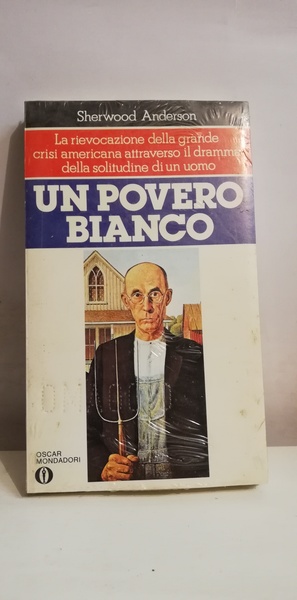 Sherwood Anderson
La rievocazione della grande
crisi americana attraverso il dramma
della solitudine di un uomo
UN POVERO
BIANCO
OSCAR
MONDADORI